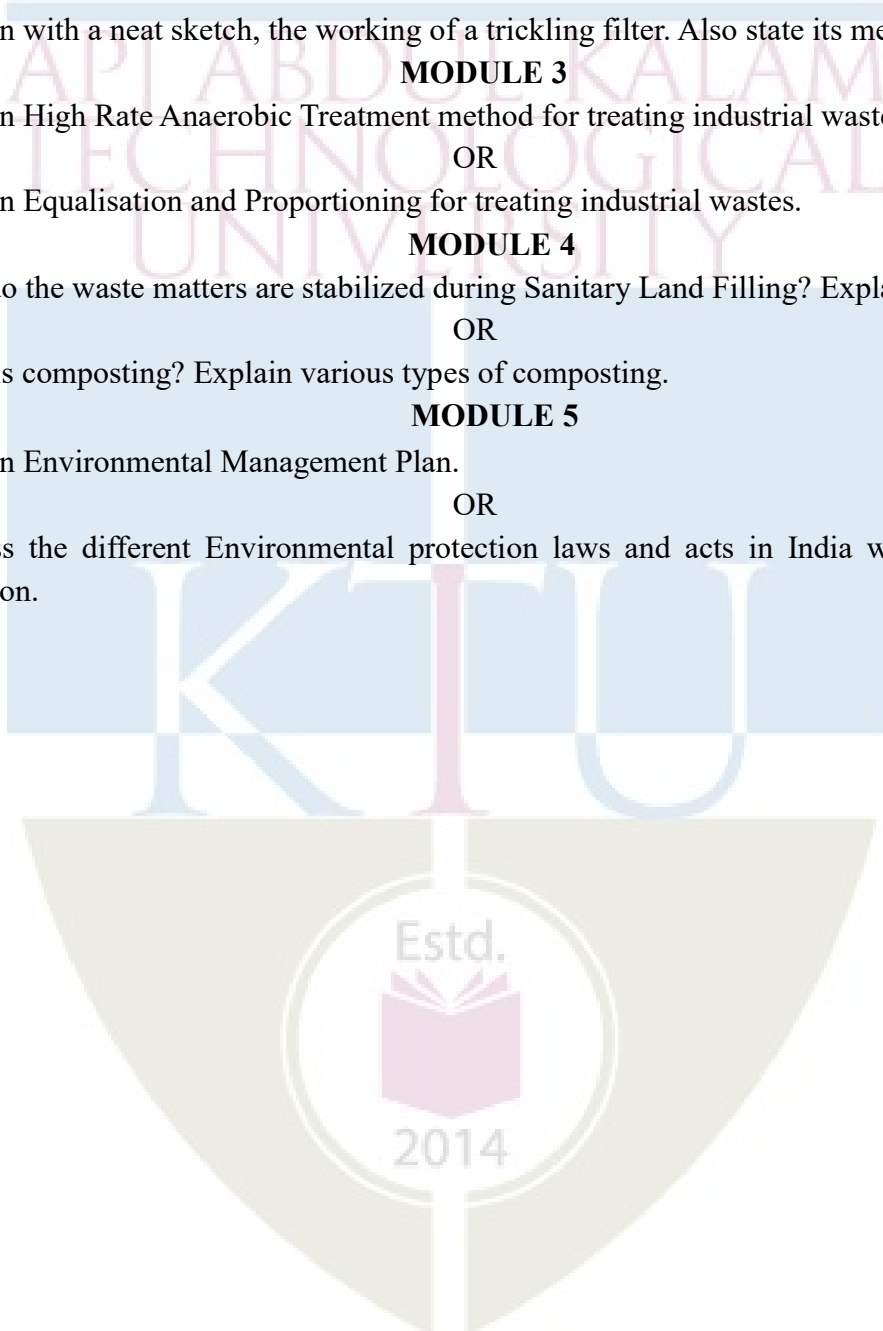 n with a neat sketch, the working of a trickling filter. Also state its me
API ABDUL KALAM
MODULE 3
n High Rate Anaerobic Treatment method for treating industrial waste
TECHNOLOGICAL
OR
n Equalisation and Proportioning for treating industrial wastes.
UNIVERSITY
MODULE 4
o the waste matters are stabilized during Sanitary Land Filling? Expla
OR
s composting? Explain various types of composting.
MODULE 5
n Environmental Management Plan.
OR
ss the different Environmental protection laws and acts in India w
on.
KTU
Estd.
2014